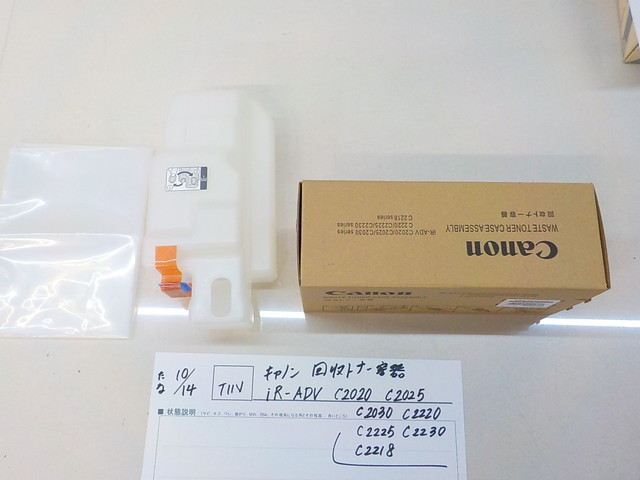 Canon
WASTE TONER CASE ASSEMBLY
回収トナー容器
iR-ADV C2020/C2025/C2030 series
C2220/C2225/C2230 series
C2218 series
Canon
10/14
T11V
キャノン 回収トナー容器
iR-ADV C2020 C2025
■ 状態説明
C2030 C2220
C2225 C2230
C2218